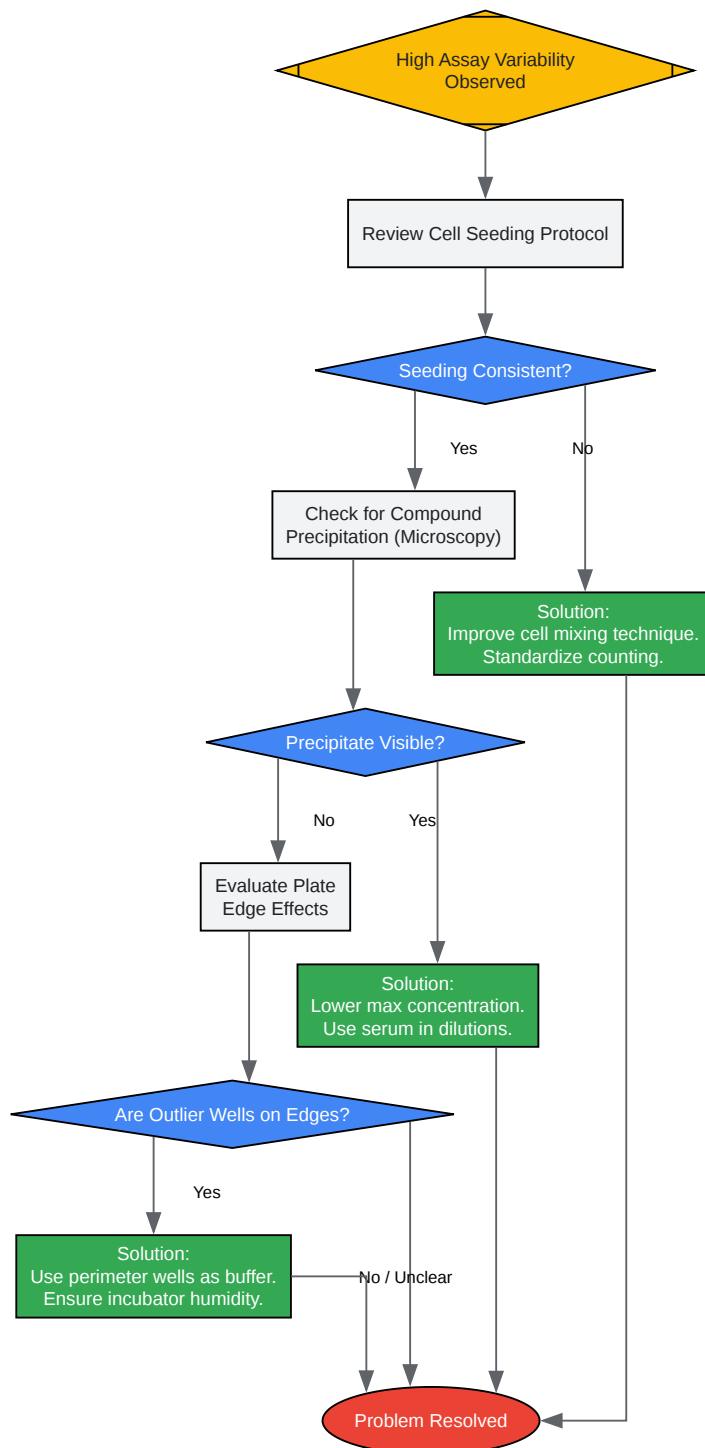 High Assay Variability
Observed
Review Cell Seeding Protocol
Seeding Consistent?
Yes
No
Check for Compound
Precipitation (Microscopy)
Solution:
Improve cell mixing technique.
Standardize counting.
Precipitate Visible?
No
Yes
Evaluate Plate
Edge Effects
Solution:
Lower max concentration.
Use serum in dilutions.
Are Outlier Wells on Edges?
Yes
Solution:
Use perimeter wells as buffer.
Ensure incubator humidity.
No / Unclear
Problem Resolved